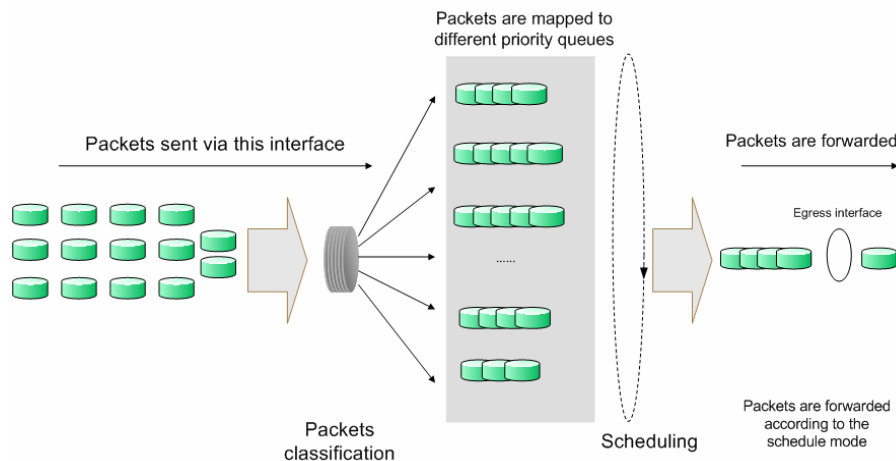 Packets are mapped to
different priority queues
Packets sent via this interface
Packets are forwarded
Egress interface
......
Packets
classification
Scheduling
Packets are forwarded
according to the
schedule mode